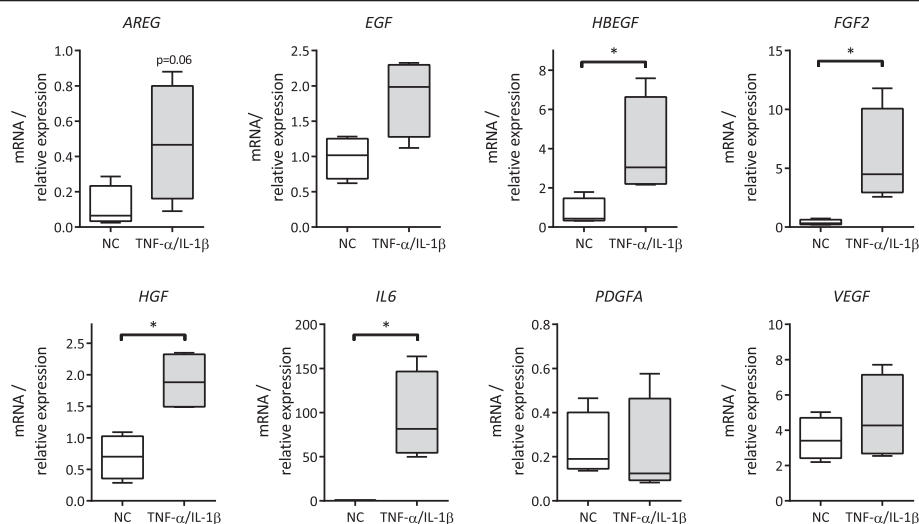 AREG
mRNA /
relative expression
1.0
0.8
0.6
0.4
0.2
0.0
p=0.06
NC TNF-α/IL-1β
EGF
mRNA/
relative expression
2.5
2.0
1.5
1.0
0.5
0.0
NC TNF-α/IL-1β
HBEGF
mRNA /
relative expression
8
6
4
2
0
*
NC TNF-α/IL-1β
FGF2
mRNA /
relative expression
15
10
5
0
*
NC TNF-α/IL-1β
HGF
mRNA /
relative expression
2.5
2.0
1.5
1.0
0.5
0.0
*
NC TNF-α/IL-1β
IL6
mRNA /
relative expression
200
150
100
50
0
*
NC TNF-α/IL-1β
PDGFA
mRNA /
relative expression
0.8
0.6
0.4
0.2
0.0
NC TNF-α/IL-1β
VEGF
mRNA /
relative expression
10
8
6
4
2
0
NC TNF-α/IL-1β